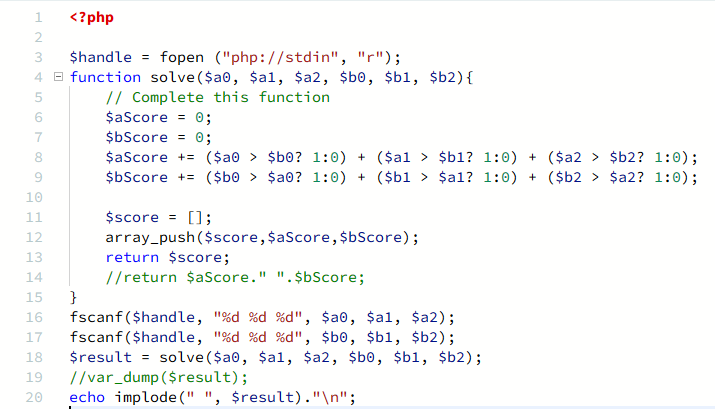 1 <?php
2
3 $handle = fopen ("php://stdin", "r");
4 function solve($a0, $a1, $a2, $b0, $b1, $b2){
5 // Complete this function
6 $aScore = 0;
7 $bScore = 0;
8 $aScore += ($a0 > $b0? 1:0) + ($a1 > $b1? 1:0) + ($a2 > $b2? 1:0);
9 $bScore += ($b0 > $a0? 1:0) + ($b1 > $a1? 1:0) + ($b2 > $a2? 1:0);
10
11 $score = [];
12 array_push($score,$aScore,$bScore);
13 return $score;
14 //return $aScore." ".$bScore;
15 }
16 fscanf($handle, "%d %d %d", $a0, $a1, $a2);
17 fscanf($handle, "%d %d %d", $b0, $b1, $b2);
18 $result = solve($a0, $a1, $a2, $b0, $b1, $b2);
19 //var_dump($result);
20 echo implode(" ", $result)."\n";